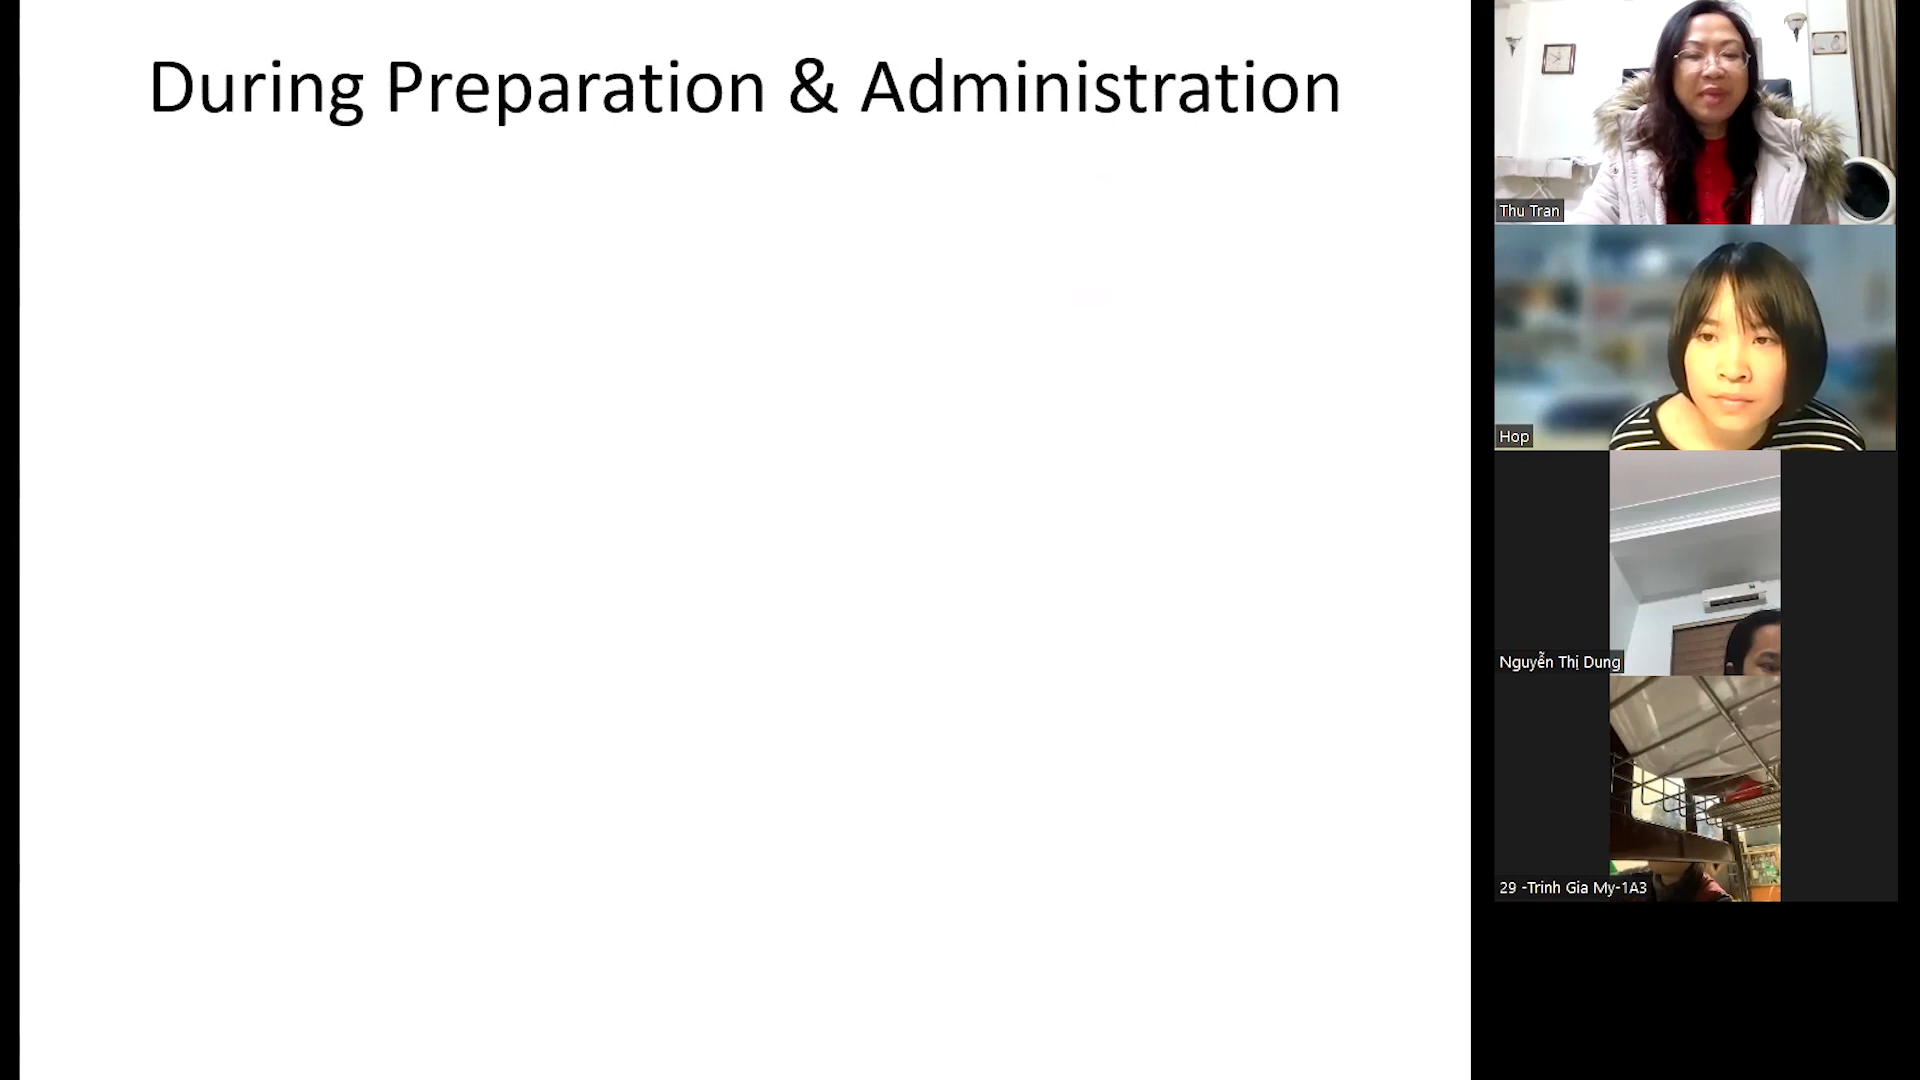 During Preparation & Administration
Thu Tran
Hop
Nguyễn Thị Dung
29 -Trinh Gia My-1A3